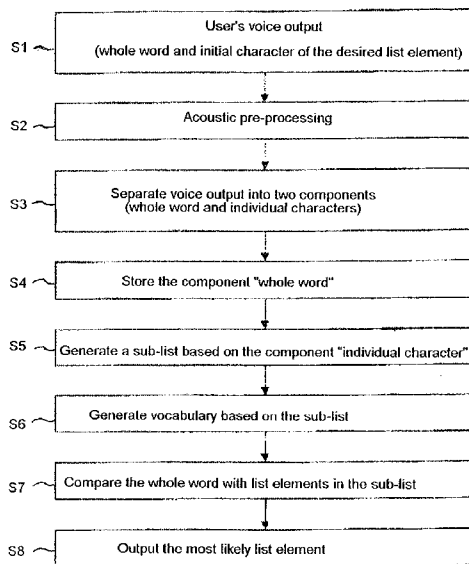 S1
User's voice output
(whole word and initial character of the desired list element)
S2
Acoustic pre-processing
S3
Separate voice output into two components
(whole word and individual characters)
S4
Store the component "whole word"
S5
Generate a sub-list based on the component "individual character"
S6
Generate vocabulary based on the sub-list
S7
Compare the whole word with list elements in the sub-list
S8
Output the most likely list element